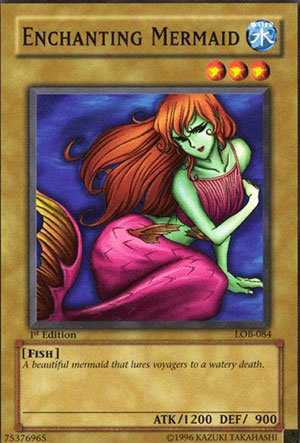 ENCHANTING MERMAID
WATER
水
1st Edition
LOB-084
[FISH]
A beautiful mermaid that lures voyagers to a watery death.
ATK/1200 DEF/ 900
75376965
©1996 KAZUKI TAKAHASHI